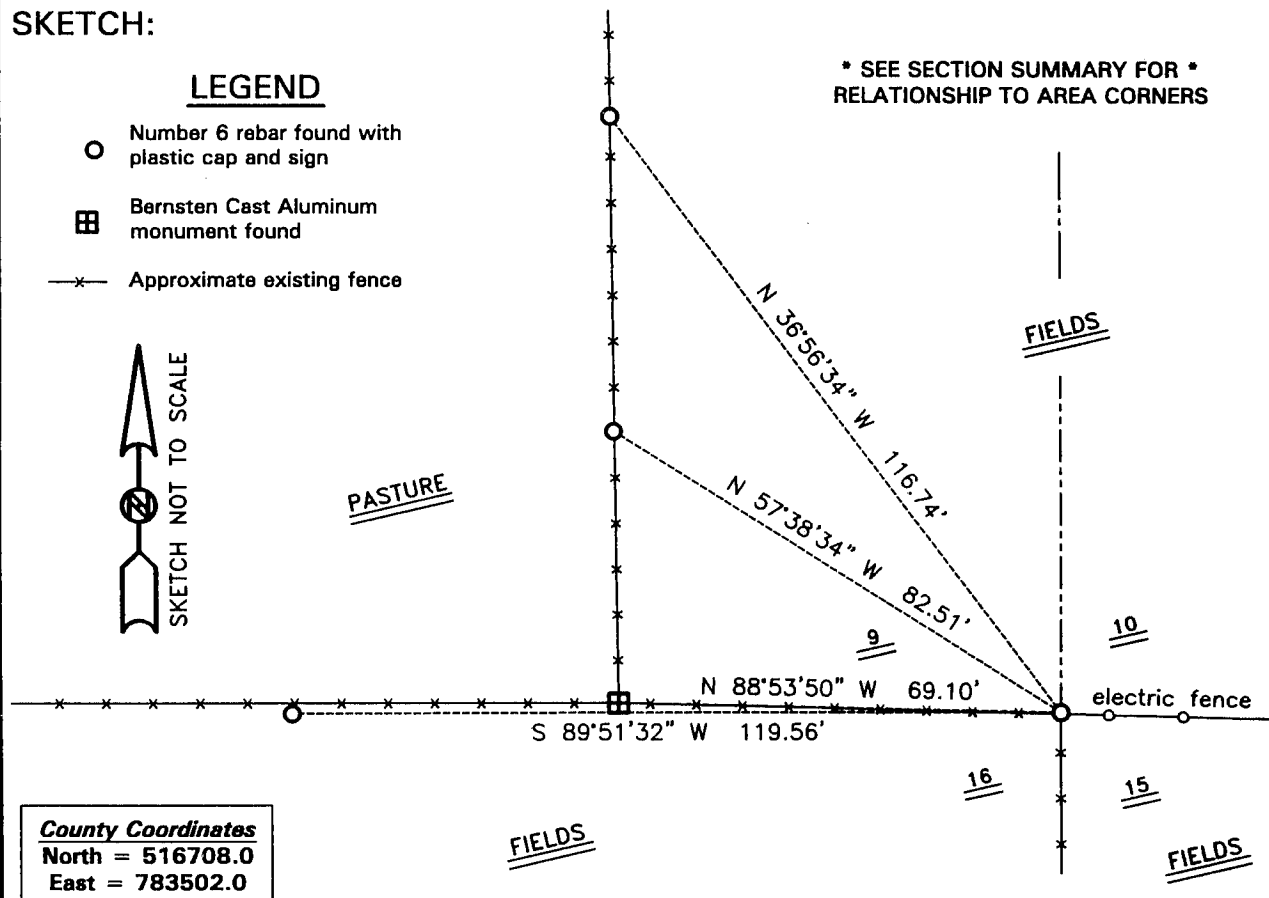 SKETCH:
LEGEND
Number 6 rebar found with
plastic cap and sign
Bernsten Cast Aluminum
monument found
Approximate existing fence
* SEE SECTION SUMMARY FOR *
RELATIONSHIP TO AREA CORNERS
N
SKETCH NOT TO SCALE
PASTURE
FIELDS
N 36°56'34" W 116.74'
N 57°38'34" W 82.51'
9
10
N 88°53'50" W 69.10'
electric fence
S 89°51'32" W 119.56'
16
15
FIELDS
FIELDS
County Coordinates
North = 516708.0
East = 783502.0